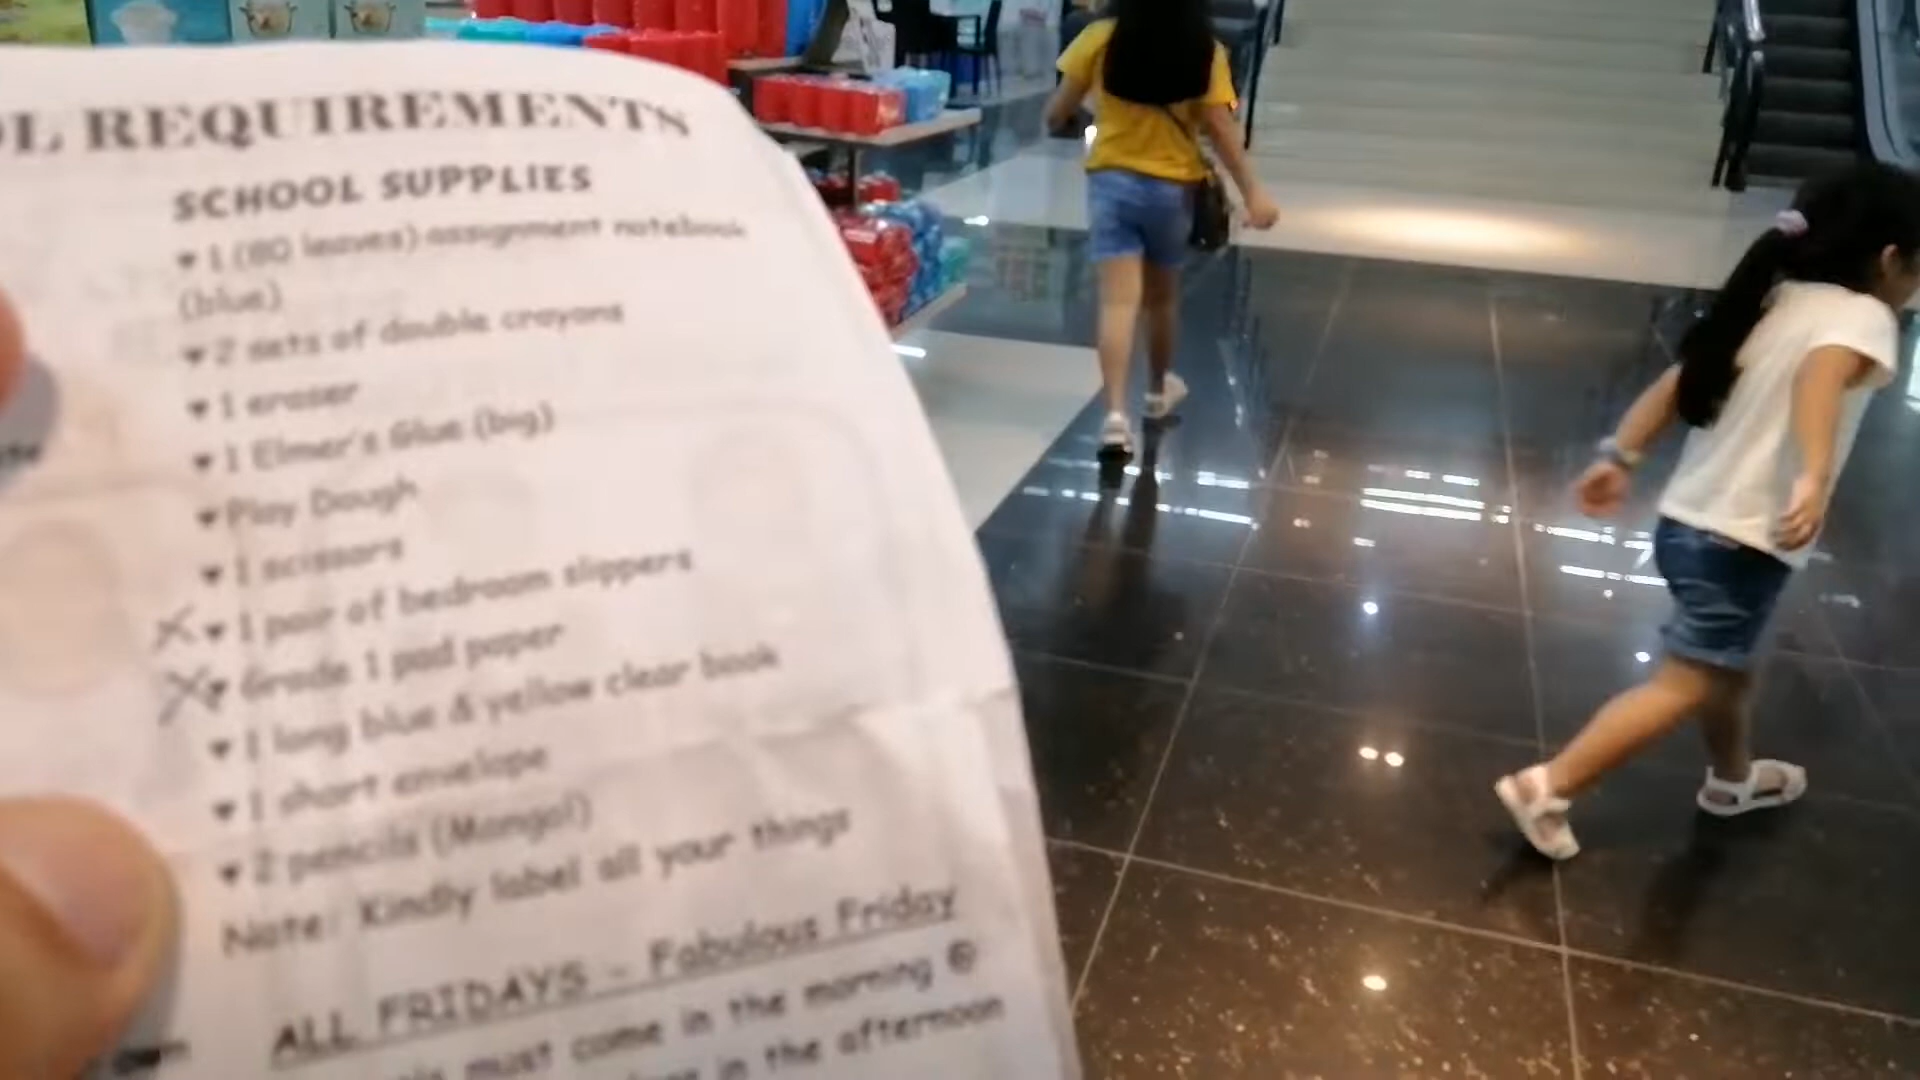 REQUIREMENTS
SCHOOL SUPPLIES
♥ 1 (80 leaves) assignment notebook
(blue)
♥ 2 sets of double crayons
♥ 1 eraser
♥ 1 Elmer's Glue (big)
♥ Play Dough
♥ 1 scissors
X ♥ 1 pair of bedroom slippers
X ♥ Grade 1 pad paper
♥ 1 long blue & yellow clear book
♥ 1 short envelope
♥ 2 pencils (Mongol)
Note: Kindly label all your things
ALL FRIDAYS - Fabulous Friday
must come in the morning
in the afternoon